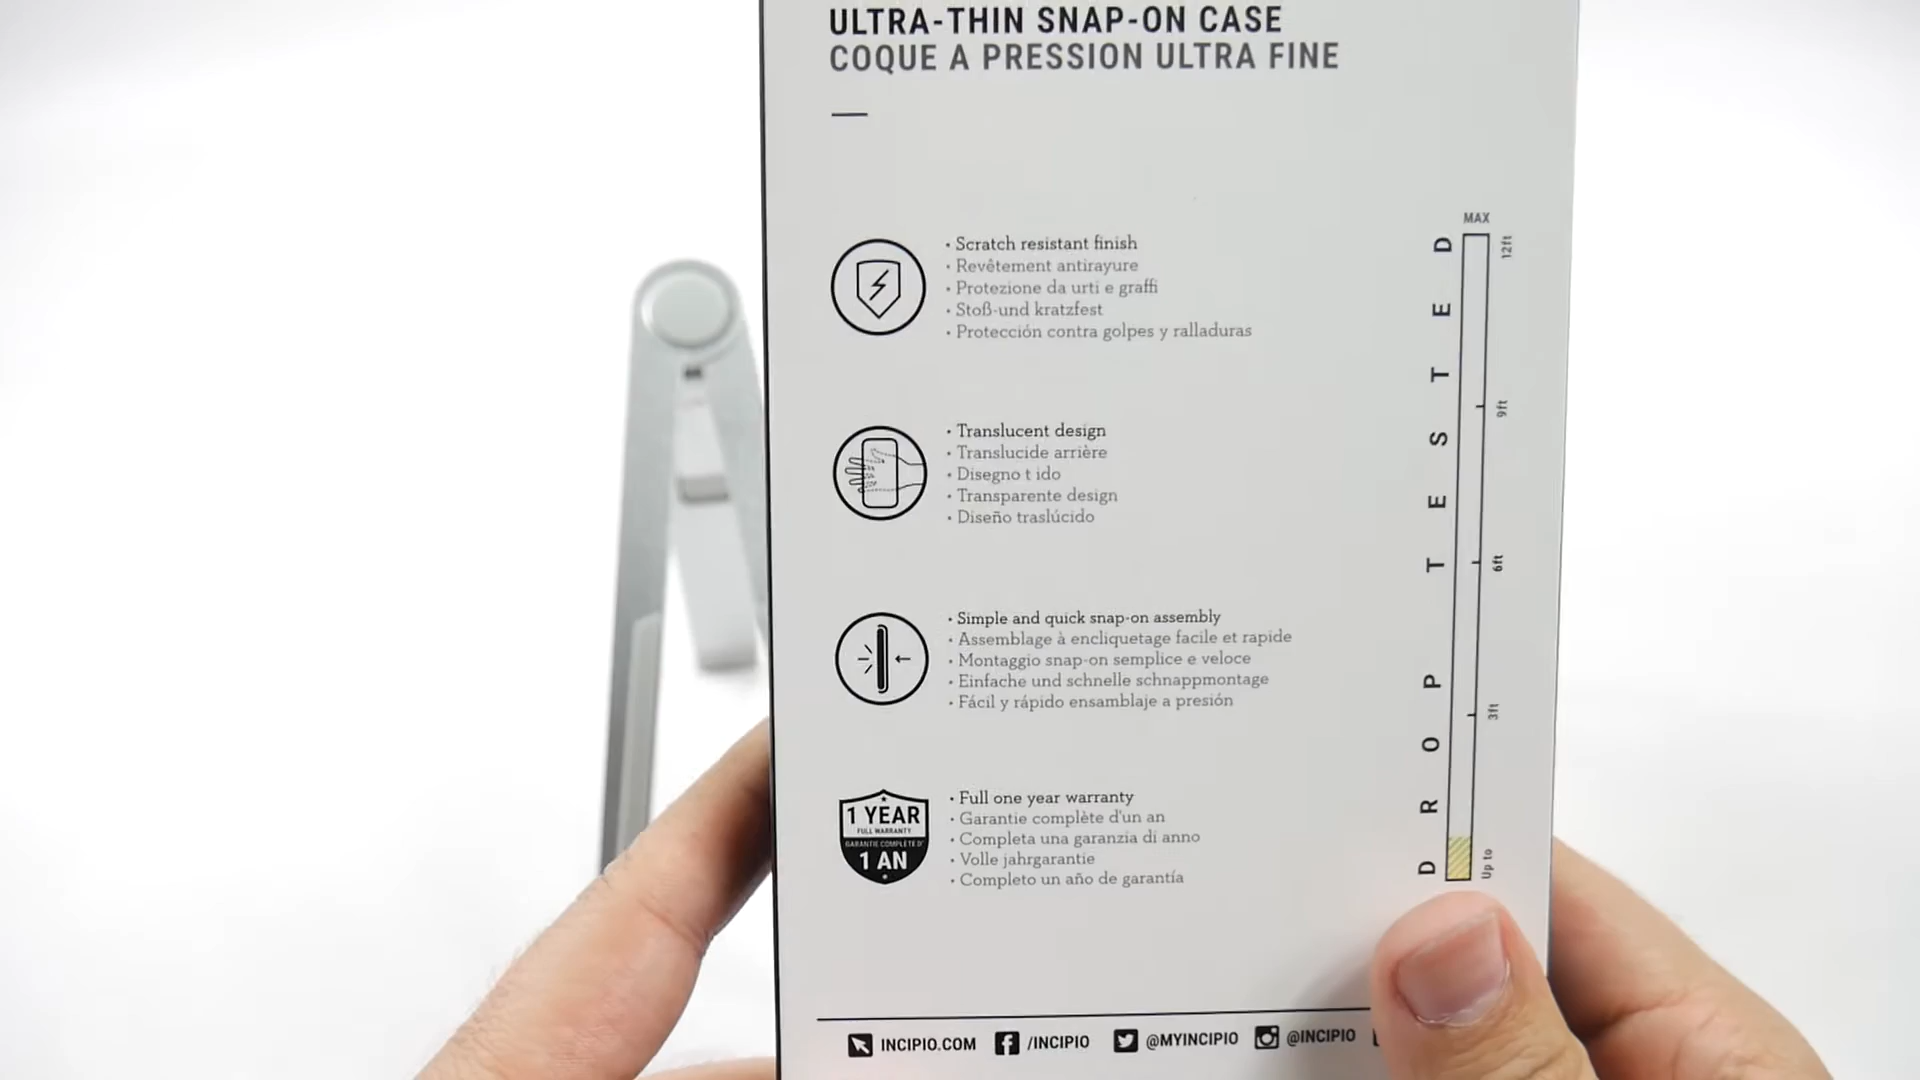 ULTRA-THIN SNAP-ON CASE
COQUE A PRESSION ULTRA FINE
• Scratch resistant finish
• Revêtement antirayure
• Protezione da urti e graffi
• Stoß-und kratzfest
• Protección contra golpes y ralladuras
• Translucent design
• Translucide arrière
• Disegno t ido
• Transparente design
• Diseño traslúcido
• Simple and quick snap-on assembly
• Assemblage à encliquetage facile et rapide
• Montaggio snap-on semplice e veloce
• Einfache und schnelle schnappmontage
• Fácil y rápido ensamblaje a presión
1 YEAR
FULL WARRANTY
GARANTIE COMPLÈTE D'
1 AN
• Full one year warranty
• Garantie complète d'un an
• Completa una garanzia di anno
• Volle jahrgarantie
• Completo un año de garantía
DROP TESTED
MAX
12ft
9ft
6ft
3ft
Up to
INCIPIO.COM /INCIPIO @MYINCIPIO @INCIPIO